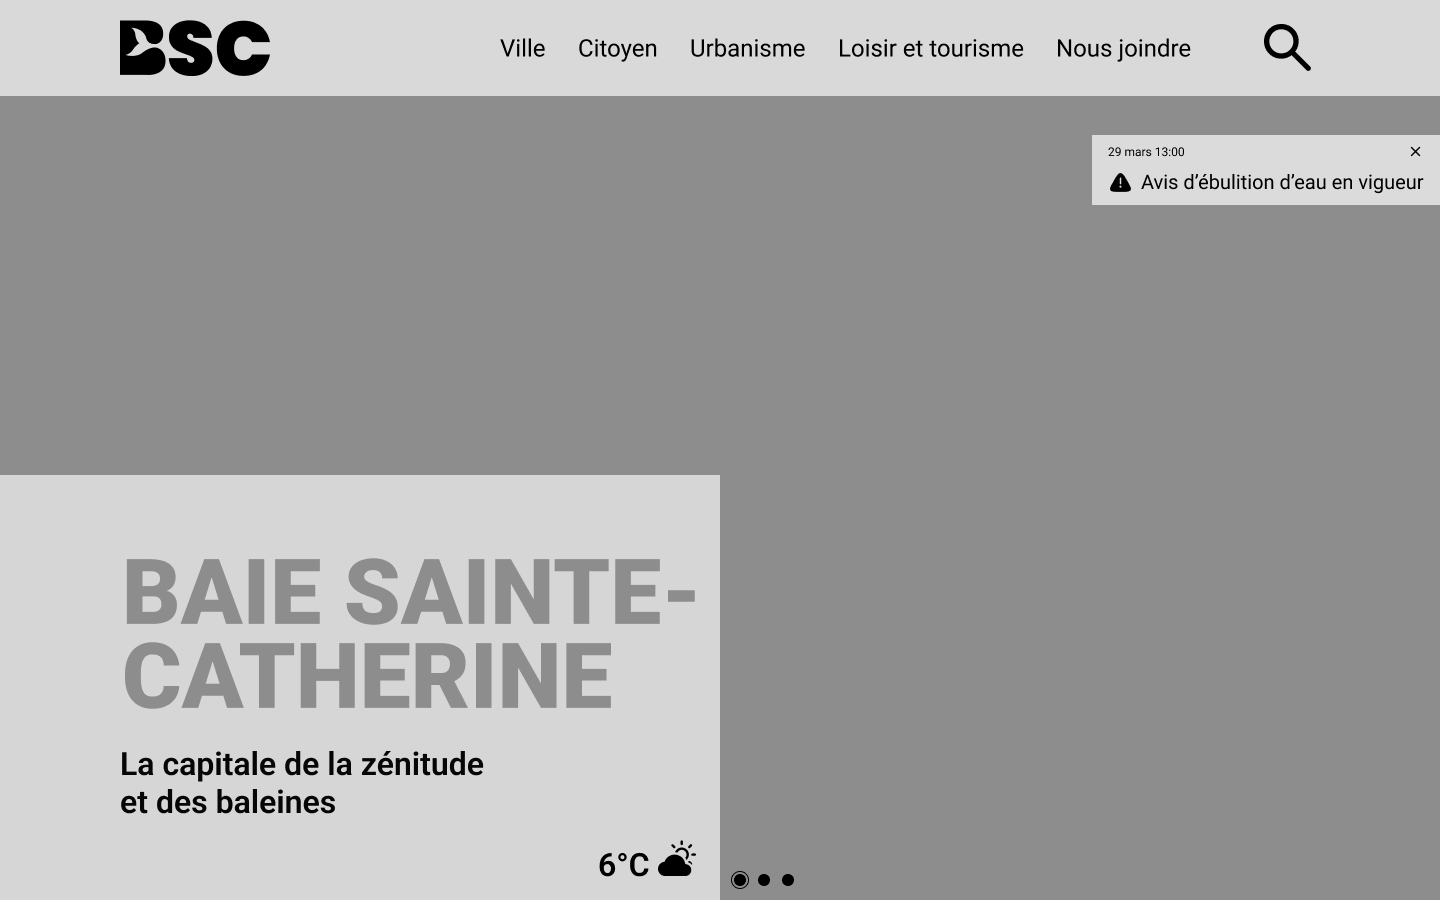 BSC
Ville
Citoyen
Urbanisme
Loisir et tourisme
Nous joindre
29 mars 13:00
Avis d’ébulition d’eau en vigueur
BAIE SAINTE-
CATHERINE
La capitale de la zénitude
et des baleines
6°C